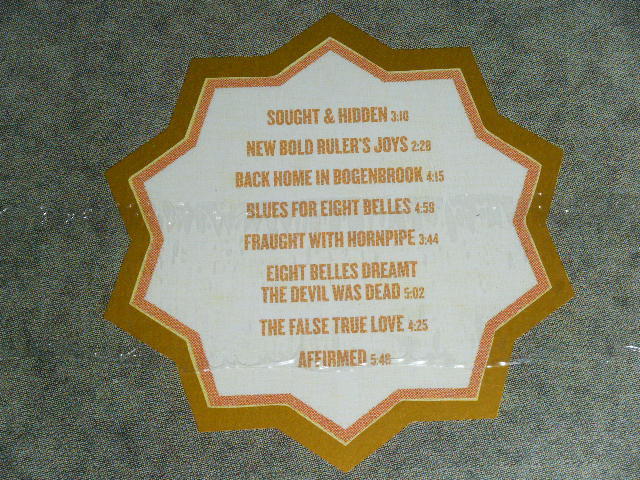 SOUGHT & HIDDEN 3:10
NEW BOLD RULER'S JOYS 2:28
BACK HOME IN BOGENBROOK 4:15
BLUES FOR EIGHT BELLES 4:59
FRAUGHT WITH HORNPIPE 3:44
EIGHT BELLES DREAMT
THE DEVIL WAS DEAD 5:02
THE FALSE TRUE LOVE 4:25
AFFIRMED 5:48